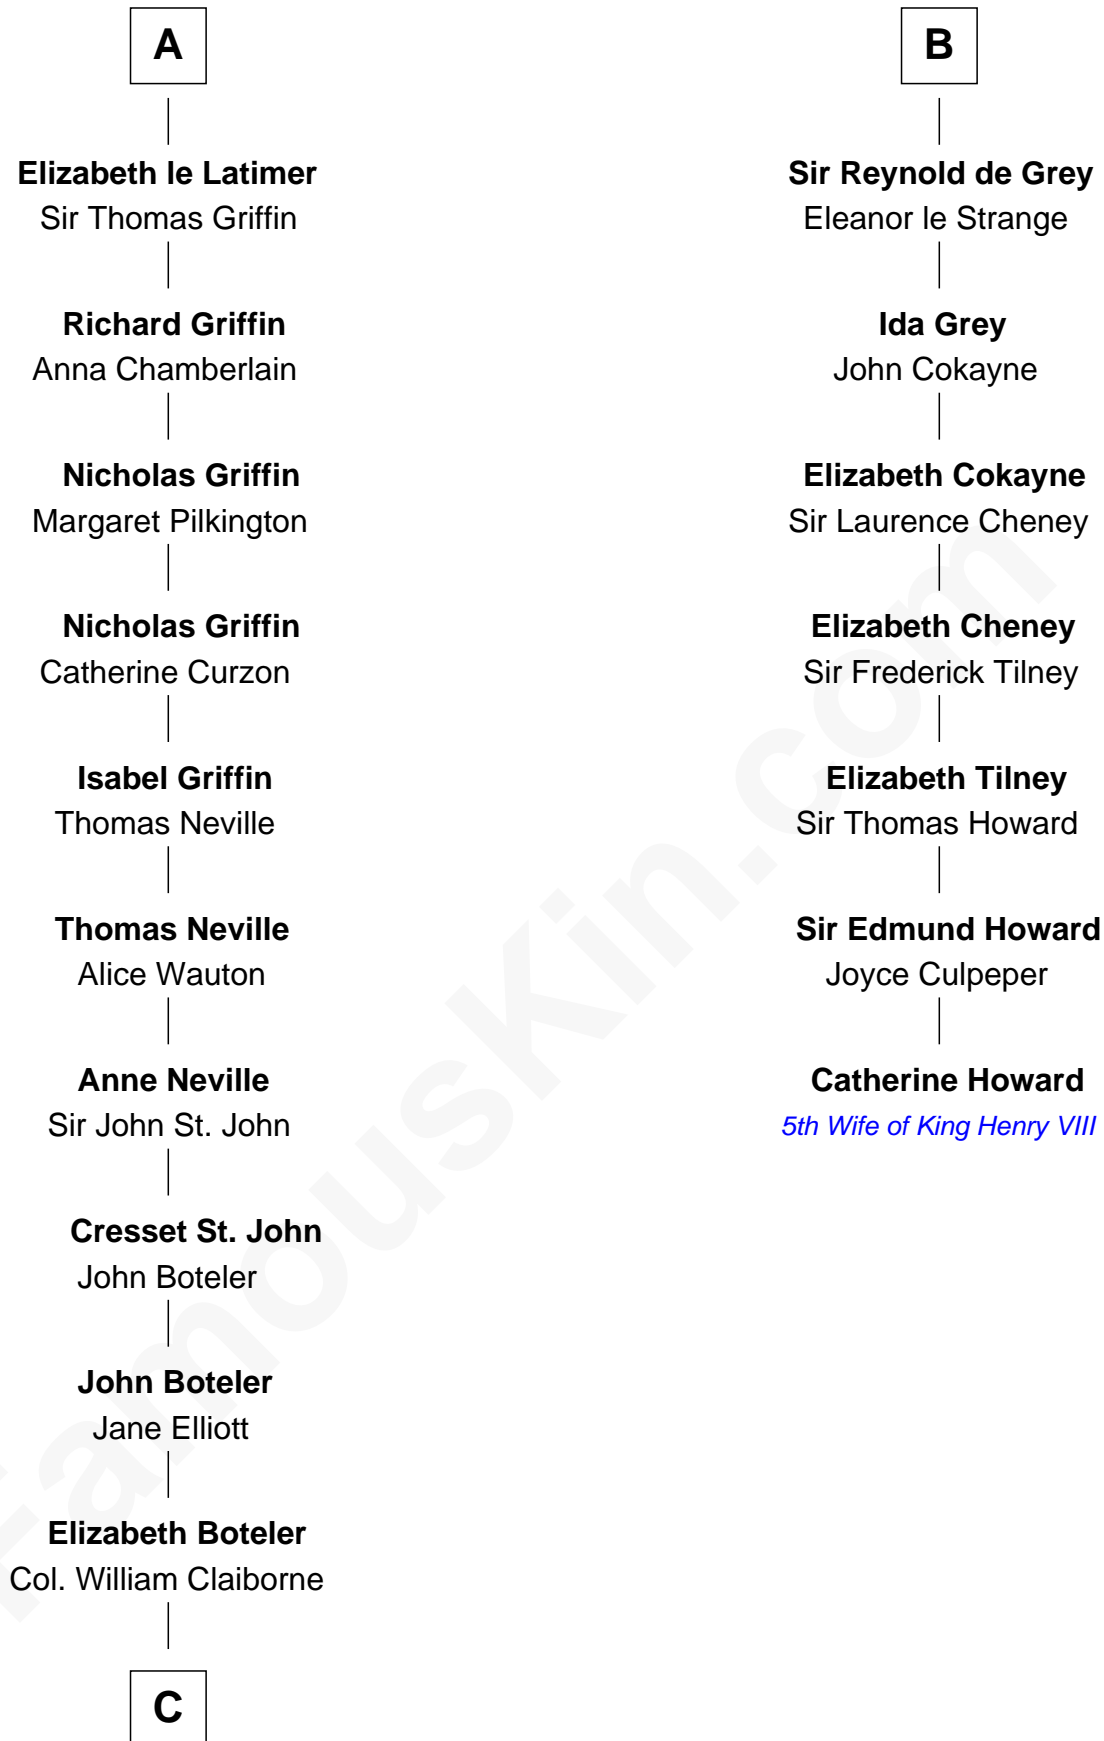 A
Elizabeth le Latimer
Sir Thomas Griffin
Richard Griffin
Anna Chamberlain
Nicholas Griffin
Margaret Pilkington
Nicholas Griffin
Catherine Curzon
Isabel Griffin
Thomas Neville
Thomas Neville
Alice Wauton
Anne Neville
Sir John St. John
Cresset St. John
John Boteler
John Boteler
Jane Elliott
Elizabeth Boteler
Col. William Claiborne
C
B
Sir Reynold de Grey
Eleanor le Strange
Ida Grey
John Cokayne
Elizabeth Cokayne
Sir Laurence Cheney
Elizabeth Cheney
Sir Frederick Tilney
Elizabeth Tilney
Sir Thomas Howard
Sir Edmund Howard
Joyce Culpeper
Catherine Howard
5th Wife of King Henry VIII
FamousKin.com